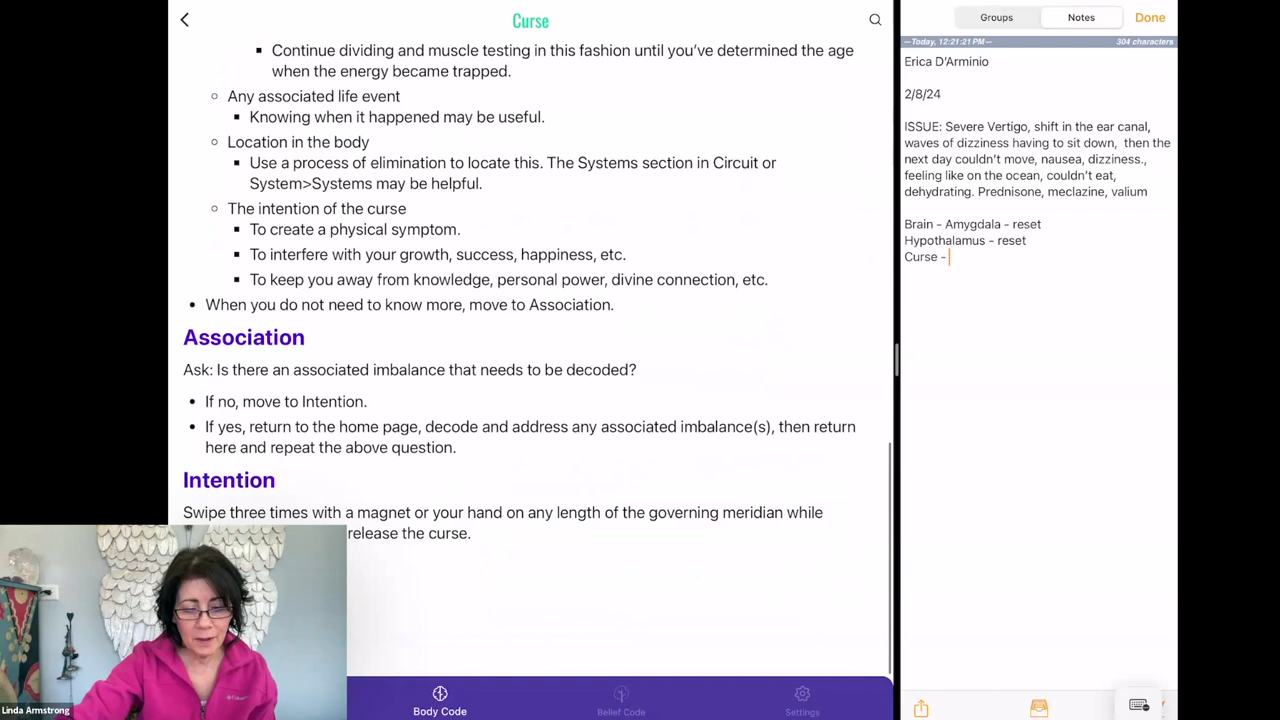 Curse
▪ Continue dividing and muscle testing in this fashion until you've determined the age
when the energy became trapped.
○ Any associated life event
▪ Knowing when it happened may be useful.
○ Location in the body
▪ Use a process of elimination to locate this. The Systems section in Circuit or
System>Systems may be helpful.
○ The intention of the curse
▪ To create a physical symptom.
▪ To interfere with your growth, success, happiness, etc.
▪ To keep you away from knowledge, personal power, divine connection, etc.
• When you do not need to know more, move to Association.
Association
Ask: Is there an associated imbalance that needs to be decoded?
• If no, move to Intention.
• If yes, return to the home page, decode and address any associated imbalance(s), then return
here and repeat the above question.
Intention
Swipe three times with a magnet or your hand on any length of the governing meridian while
release the curse.
Linda Armstrong
Columbia
Body Code
Belief Code
Settings
Groups
Notes
Done
—Today, 12:21:21 PM—
304 characters
Erica D'Arminio
2/8/24
ISSUE: Severe Vertigo, shift in the ear canal,
waves of dizziness having to sit down, then the
next day couldn't move, nausea, dizziness.,
feeling like on the ocean, couldn't eat,
dehydrating. Prednisone, meclazine, valium
Brain - Amygdala - reset
Hypothalamus - reset
Curse -